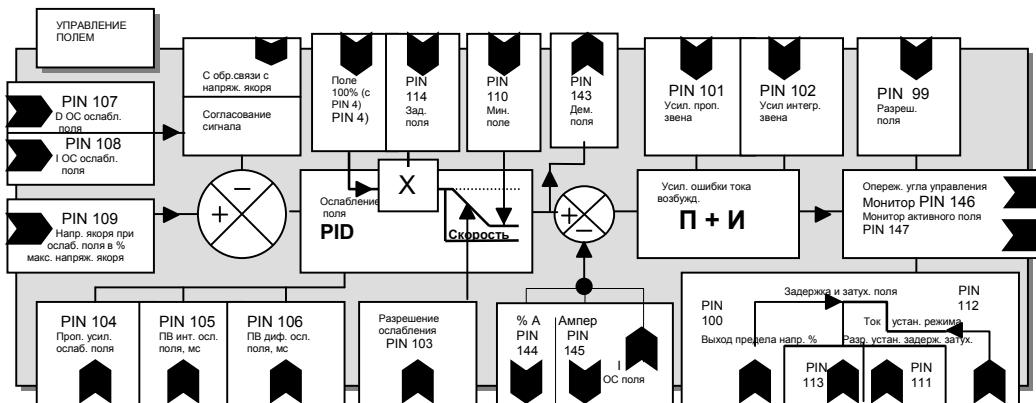 УПРАВЛЕНИЕ
ПОЛЕМ
PIN 107
D ОС ослабл.
поля
PIN 108
I ОС ослабл.
поля
PIN 109
Напр. якоря при
ослаб. поля в %
макс. напряж. якоря
С обр.связи с
напряж. якоря
Согласование
сигнала
Поле
100% (с
PIN 4)
PIN 4)
PIN
114
Зад.
поля
PIN
110
Мин.
поле
PIN
143
Дем.
поля
PIN 101
Усил. проп.
звена
PIN 102
Усил интегр.
звена
PIN 99
Разреш.
поля
−
+
Ослабление
поля
PID
X
Скорость
+
−
Усил. ошибки тока
возбужд.
П + И
Опереж. угла управления
Монитор PIN 146
Монитор активного поля
PIN 147
PIN 104
Проп. усил.
ослаб. поля
PIN 105
ПВ инт. осл.
поля, мс
PIN 106
ПВ диф. осл.
поля, мс
Разрешение
ослабления
PIN 103
% A
PIN
144
Ампер
PIN
145
I
ОС поля
Задержка и затух. поля
PIN
100
Выход предела напр. %
PIN
112
Ток устан. режима
Разр. устан. задерж. затух.
PIN
113
PIN
111